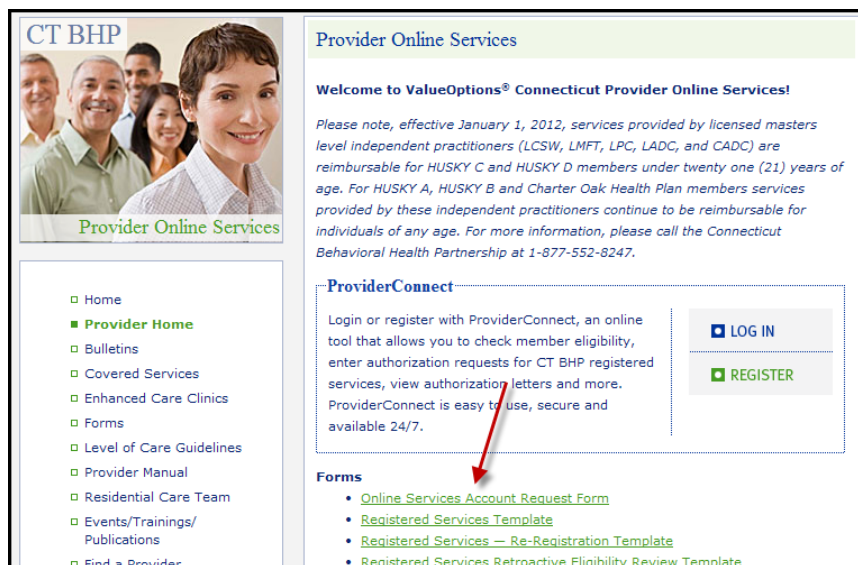 CT BHP
Provider Online Services
Home
Provider Home
Bulletins
Covered Services
Enhanced Care Clinics
Forms
Level of Care Guidelines
Provider Manual
Residential Care Team
Events/Trainings/
Publications
Find a Provider
Provider Online Services
Welcome to ValueOptions® Connecticut Provider Online Services!
Please note, effective January 1, 2012, services provided by licensed masters
level independent practitioners (LCSW, LMFT, LPC, LADC, and CADC) are
reimbursable for HUSKY C and HUSKY D members under twenty one (21) years of
age. For HUSKY A, HUSKY B and Charter Oak Health Plan members services
provided by these independent practitioners continue to be reimbursable for
individuals of any age. For more information, please call the Connecticut
Behavioral Health Partnership at 1-877-552-8247.
ProviderConnect
Login or register with ProviderConnect, an online
tool that allows you to check member eligibility,
enter authorization requests for CT BHP registered
services, view authorization letters and more.
ProviderConnect is easy to use, secure and
available 24/7.
LOG IN
REGISTER
Forms
Online Services Account Request Form
Registered Services Template
Registered Services — Re-Registration Template
Registered Services Retroactive Eligibility Review Template